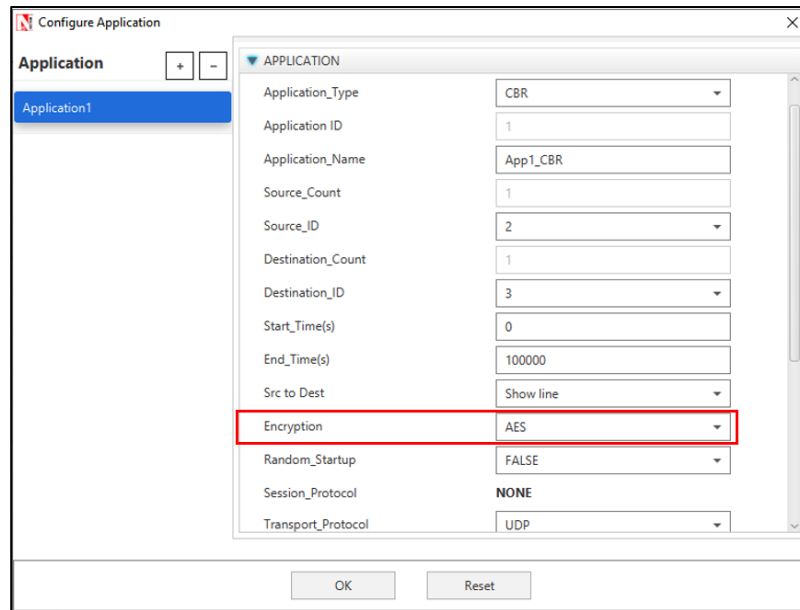 Configure Application
Application + -
Application1
APPLICATION
Application_Type CBR
Application ID 1
Application_Name App1_CBR
Source_Count 1
Source_ID 2
Destination_Count 1
Destination_ID 3
Start_Time(s) 0
End_Time(s) 100000
Src to Dest Show line
Encryption AES
Random_Startup FALSE
Session_Protocol NONE
Transport_Protocol UDP
OK Reset